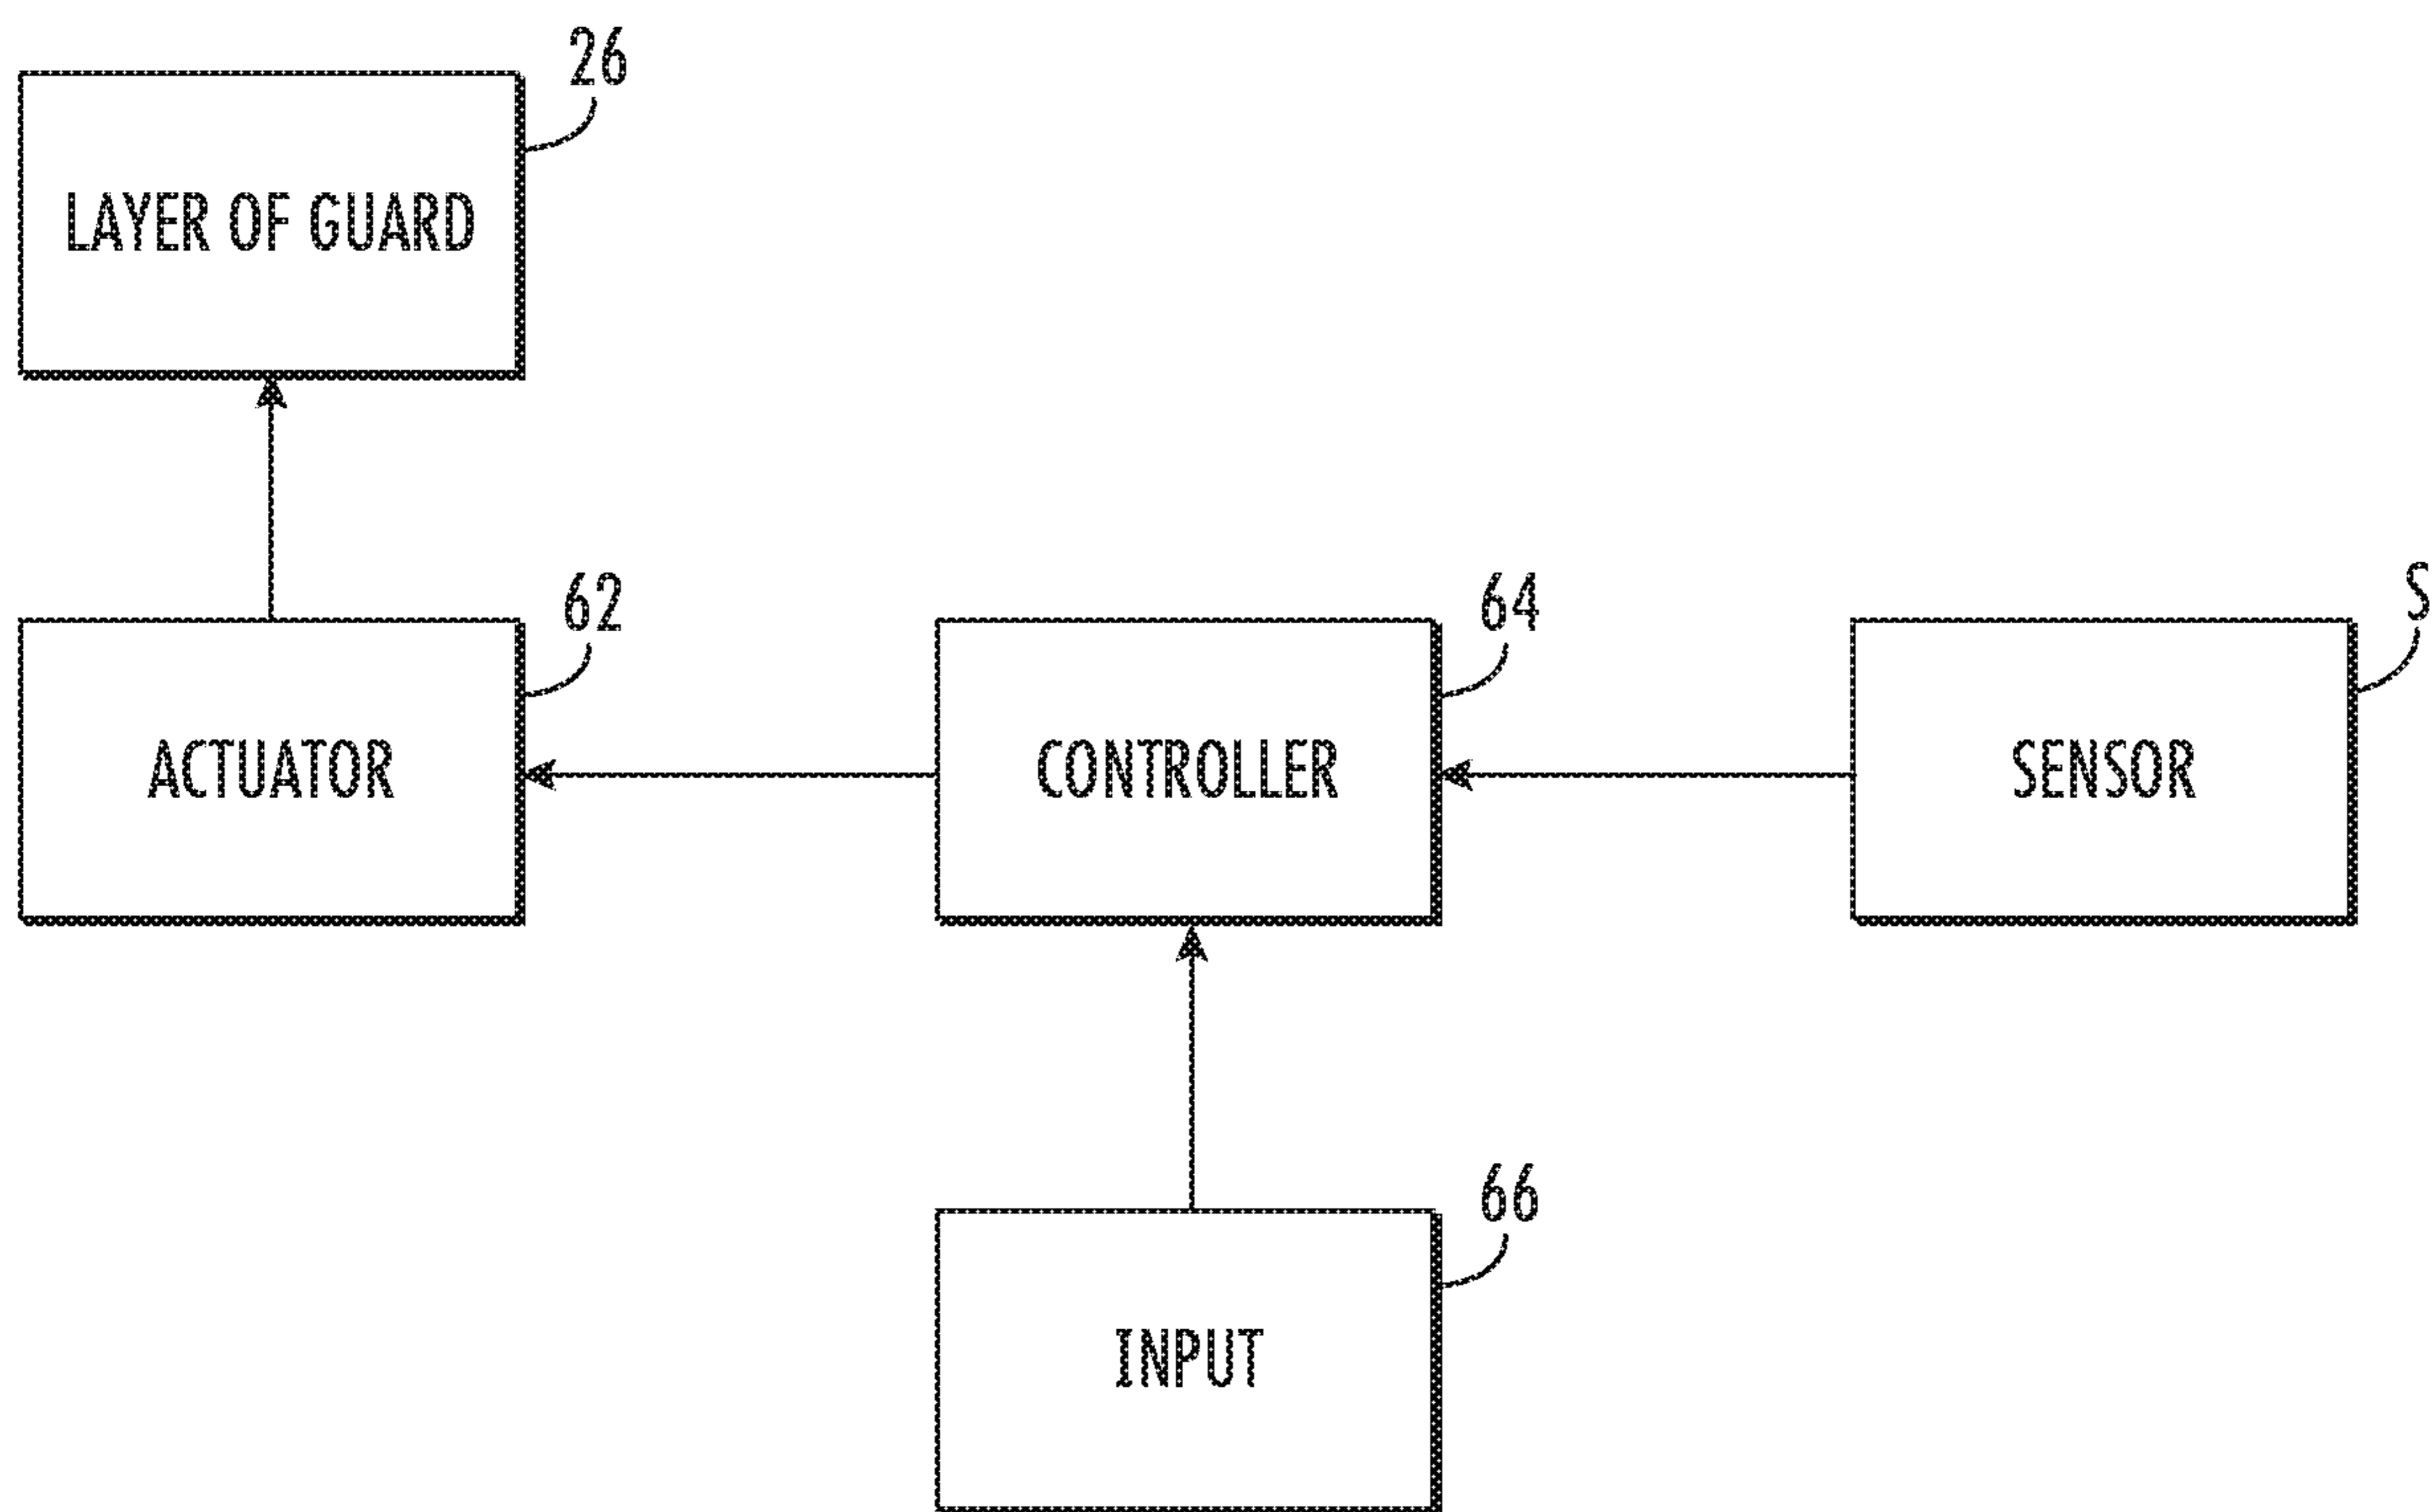 26
LAYER OF GUARD
62
64
S
ACTUATOR
CONTROLLER
SENSOR
66
INPUT